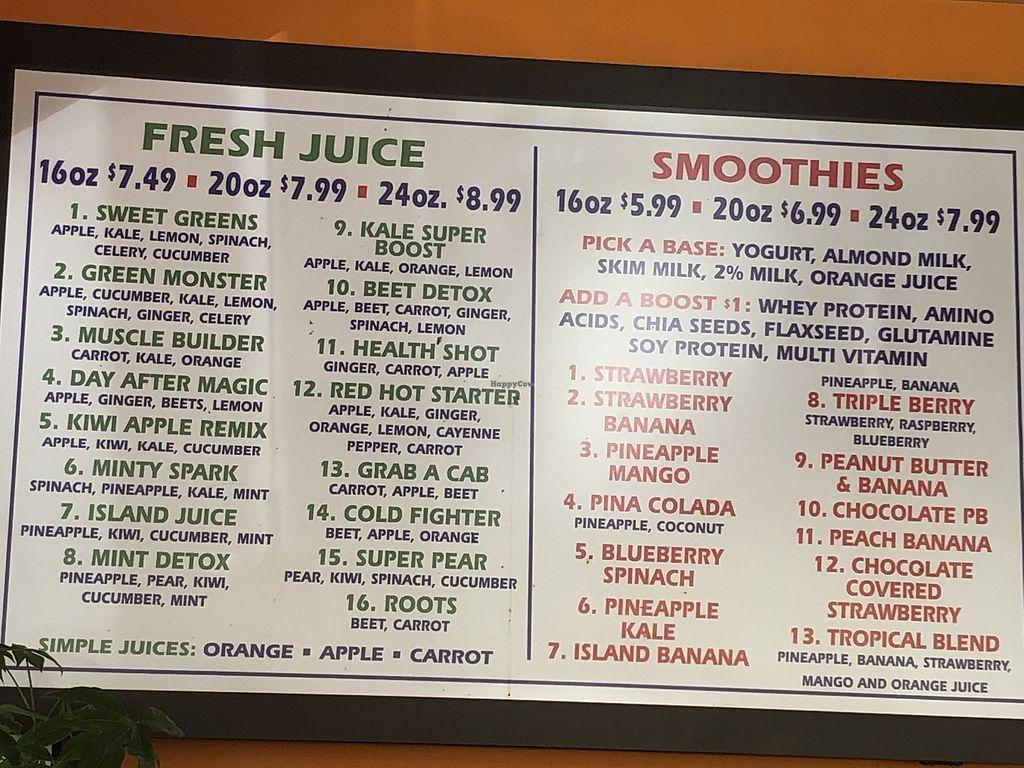 FRESH JUICE
16oz $7.49 ▪ 20oz $7.99 ▪ 24oz. $8.99
1. SWEET GREENS
APPLE, KALE, LEMON, SPINACH,
CELERY, CUCUMBER
2. GREEN MONSTER
APPLE, CUCUMBER, KALE, LEMON,
SPINACH, GINGER, CELERY
3. MUSCLE BUILDER
CARROT, KALE, ORANGE
4. DAY AFTER MAGIC
APPLE, GINGER, BEETS, LEMON
5. KIWI APPLE REMIX
APPLE, KIWI, KALE, CUCUMBER
6. MINTY SPARK
SPINACH, PINEAPPLE, KALE, MINT
7. ISLAND JUICE
PINEAPPLE, KIWI, CUCUMBER, MINT
8. MINT DETOX
PINEAPPLE, PEAR, KIWI,
CUCUMBER, MINT
9. KALE SUPER
BOOST
APPLE, KALE, ORANGE, LEMON
10. BEET DETOX
APPLE, BEET, CARROT, GINGER,
SPINACH, LEMON
11. HEALTH SHOT
GINGER, CARROT, APPLE
HappyCow
12. RED HOT STARTER
APPLE, KALE, GINGER,
ORANGE, LEMON, CAYENNE
PEPPER, CARROT
13. GRAB A CAB
CARROT, APPLE, BEET
14. COLD FIGHTER
BEET, APPLE, ORANGE
15. SUPER PEAR
PEAR, KIWI, SPINACH, CUCUMBER
16. ROOTS
BEET, CARROT
SIMPLE JUICES: ORANGE ▪ APPLE ▪ CARROT
SMOOTHIES
16oz $5.99 ▪ 20oz $6.99 ▪ 24oz $7.99
PICK A BASE: YOGURT, ALMOND MILK,
SKIM MILK, 2% MILK, ORANGE JUICE
ADD A BOOST $1: WHEY PROTEIN, AMINO
ACIDS, CHIA SEEDS, FLAXSEED, GLUTAMINE
SOY PROTEIN, MULTI VITAMIN
1. STRAWBERRY
2. STRAWBERRY
BANANA
3. PINEAPPLE
MANGO
4. PINA COLADA
PINEAPPLE, COCONUT
5. BLUEBERRY
SPINACH
6. PINEAPPLE
KALE
7. ISLAND BANANA
PINEAPPLE, BANANA
8. TRIPLE BERRY
STRAWBERRY, RASPBERRY,
BLUEBERRY
9. PEANUT BUTTER
& BANANA
10. CHOCOLATE PB
11. PEACH BANANA
12. CHOCOLATE
COVERED
STRAWBERRY
13. TROPICAL BLEND
PINEAPPLE, BANANA, STRAWBERRY,
MANGO AND ORANGE JUICE